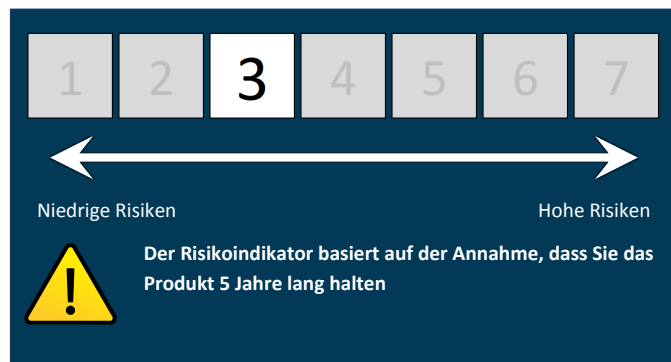 1 2 3 4 5 6 7
Niedrige Risiken Hohe Risiken
Der Risikoindikator basiert auf der Annahme, dass Sie das
Produkt 5 Jahre lang halten